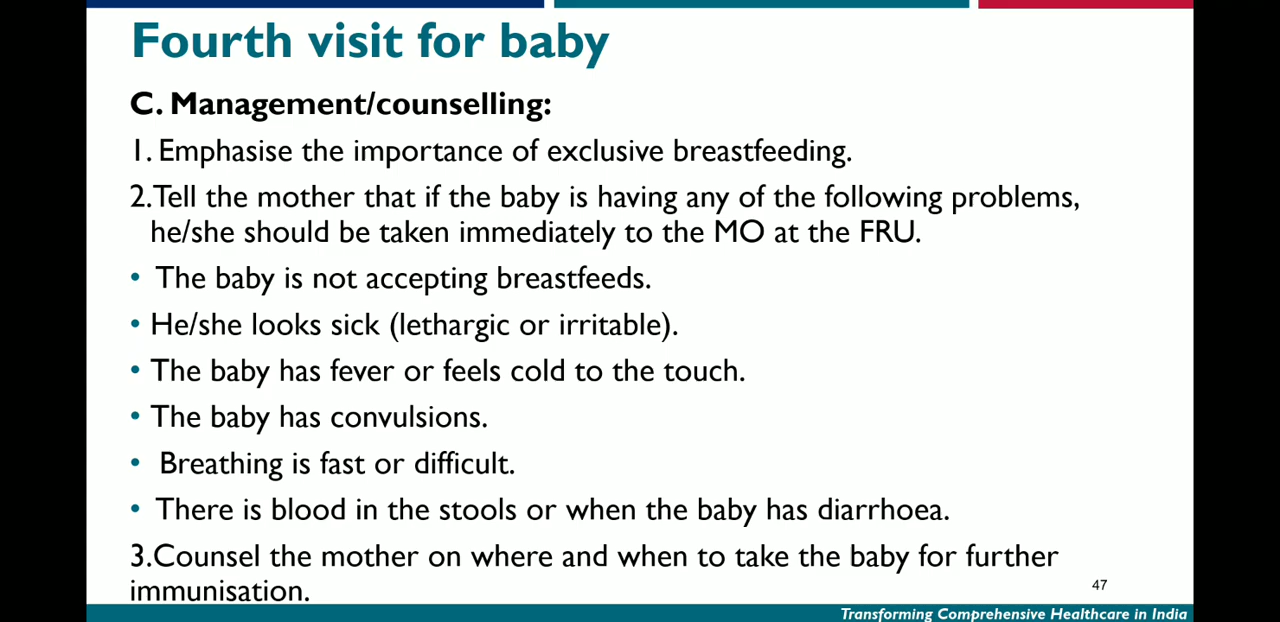 Fourth visit for baby
C. Management/counselling:
1. Emphasise the importance of exclusive breastfeeding.
2.Tell the mother that if the baby is having any of the following problems,
he/she should be taken immediately to the MO at the FRU.
• The baby is not accepting breastfeeds.
• He/she looks sick (lethargic or irritable).
• The baby has fever or feels cold to the touch.
• The baby has convulsions.
• Breathing is fast or difficult.
• There is blood in the stools or when the baby has diarrhoea.
3.Counsel the mother on where and when to take the baby for further
immunisation.
47
Transforming Comprehensive Healthcare in India